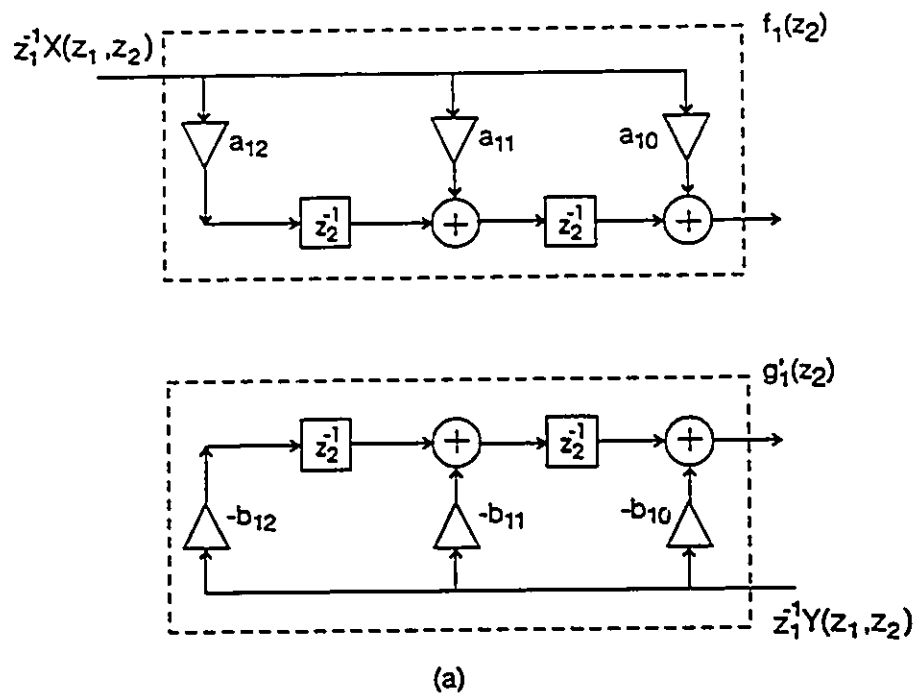 z₁⁻¹X(z₁,z₂)
f₁(z₂)
a₁₂
a₁₁
a₁₀
z₂⁻¹
+
z₂⁻¹
+
g'₁(z₂)
z₂⁻¹
+
z₂⁻¹
+
-b₁₂
-b₁₁
-b₁₀
z₁⁻¹Y(z₁,z₂)
(a)